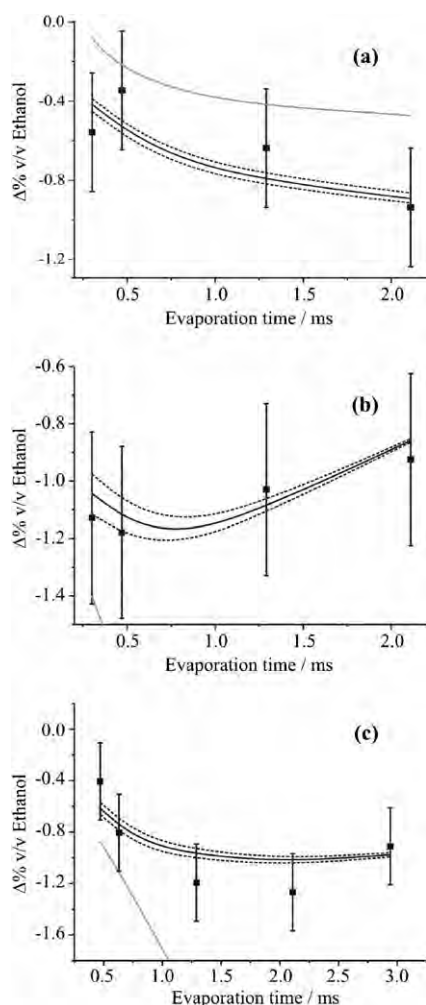 (a)
Δ% v/v Ethanol
0.0
-0.4
-0.8
-1.2
0.5 1.0 1.5 2.0
Evaporation time / ms
(b)
Δ% v/v Ethanol
-0.6
-0.8
-1.0
-1.2
-1.4
0.5 1.0 1.5 2.0
Evaporation time / ms
(c)
Δ% v/v Ethanol
0.0
-0.4
-0.8
-1.2
-1.6
0.5 1.0 1.5 2.0 2.5 3.0
Evaporation time / ms